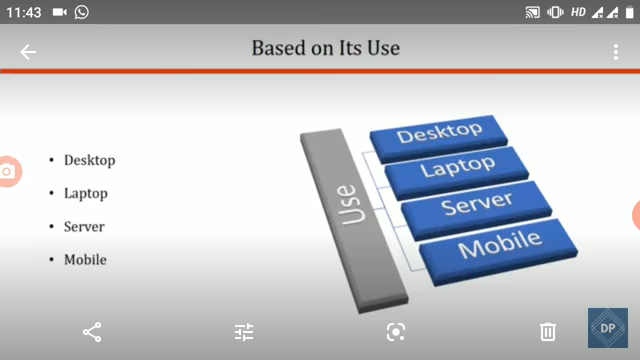 11:43
HD
Based on Its Use
• Desktop
• Laptop
• Server
• Mobile
Use
Desktop
Laptop
Server
Mobile
DP